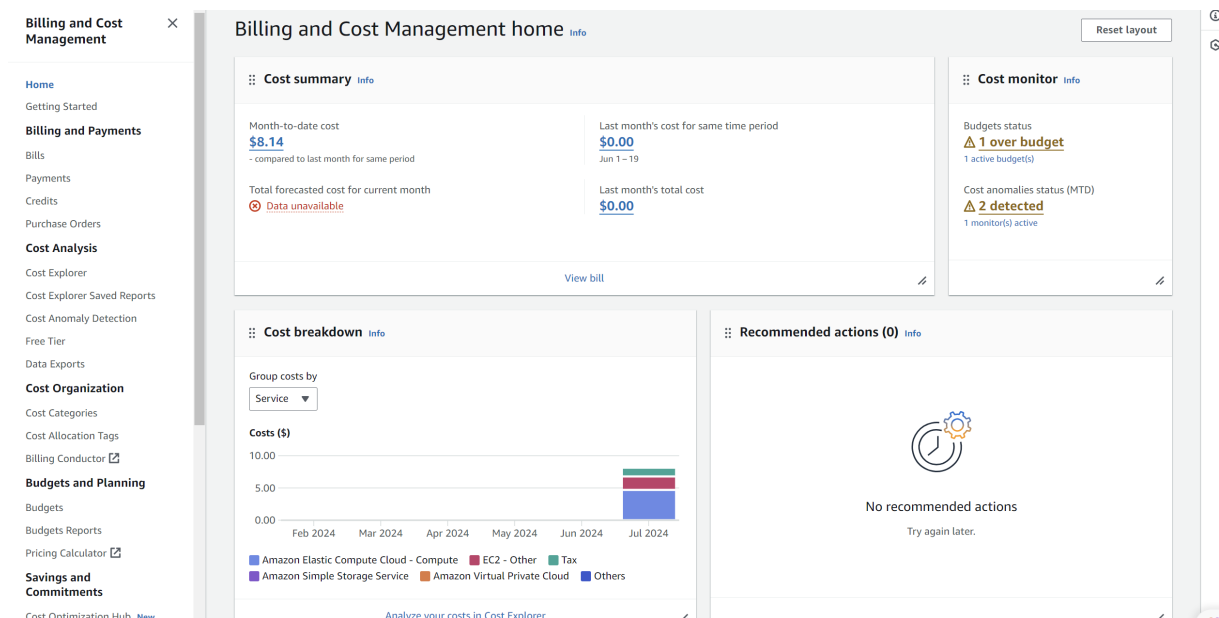 Billing and Cost
Management
Home
Getting Started
Billing and Payments
Bills
Payments
Credits
Purchase Orders
Cost Analysis
Cost Explorer
Cost Explorer Saved Reports
Cost Anomaly Detection
Free Tier
Data Exports
Cost Organization
Cost Categories
Cost Allocation Tags
Billing Conductor
Budgets and Planning
Budgets
Budgets Reports
Pricing Calculator
Savings and
Commitments
Cost Optimization Hub New
Billing and Cost Management home Info
Reset layout
Cost summary Info
Month-to-date cost
$8.14
- compared to last month for same period
Last month's cost for same time period
$0.00
Jun 1 – 19
Total forecasted cost for current month
Data unavailable
Last month's total cost
$0.00
View bill
Cost monitor Info
Budgets status
1 over budget
1 active budget(s)
Cost anomalies status (MTD)
2 detected
1 monitor(s) active
Cost breakdown Info
Group costs by
Service
Costs ($)
10.00
5.00
0.00
Feb 2024 Mar 2024 Apr 2024 May 2024 Jun 2024 Jul 2024
Amazon Elastic Compute Cloud - Compute EC2 - Other Tax
Amazon Simple Storage Service Amazon Virtual Private Cloud Others
Analyze your costs in Cost Explorer
Recommended actions (0) Info
No recommended actions
Try again later.